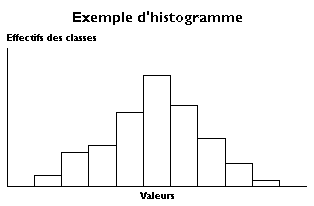 Exemple d'histogramme
Effectifs des classes
Valeurs